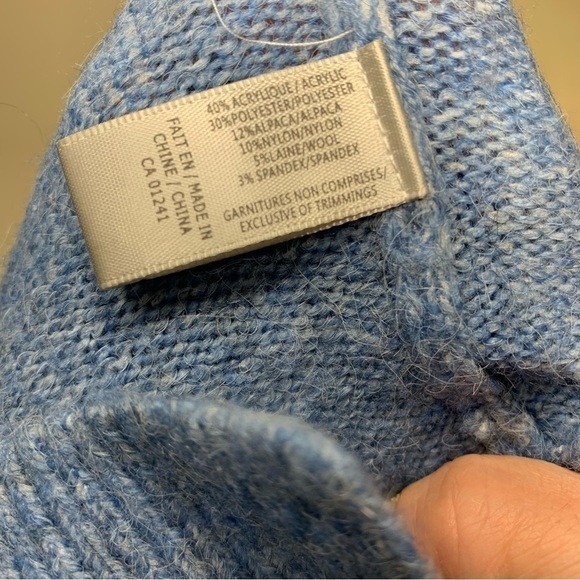 40% ACRYLIQUE/ACRYLIC
30%POLYESTER/POLYESTER
12%ALPACA/ALPACA
10%NYLON/NYLON
5%LAINE/WOOL
3% SPANDEX/SPANDEX
GARNITURES NON COMPRISES/
EXCLUSIVE OF TRIMMINGS
FAIT EN / MADE IN
CHINE / CHINA
CA 01241